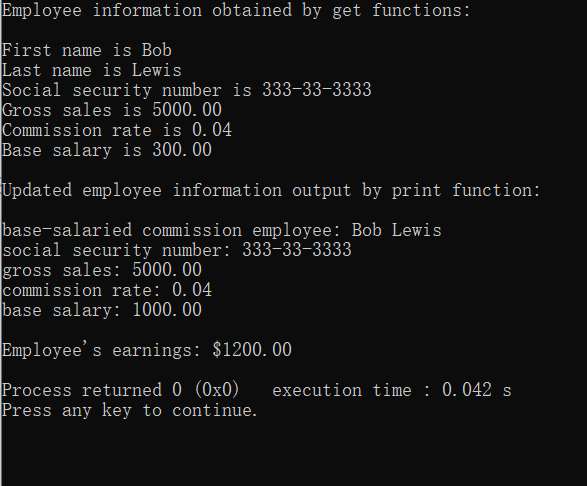 Employee information obtained by get functions:

First name is Bob
Last name is Lewis
Social security number is 333-33-3333
Gross sales is 5000.00
Commission rate is 0.04
Base salary is 300.00

Updated employee information output by print function:

base-salaried commission employee: Bob Lewis
social security number: 333-33-3333
gross sales: 5000.00
commission rate: 0.04
base salary: 1000.00

Employee's earnings: $1200.00

Process returned 0 (0x0)   execution time : 0.042 s
Press any key to continue.